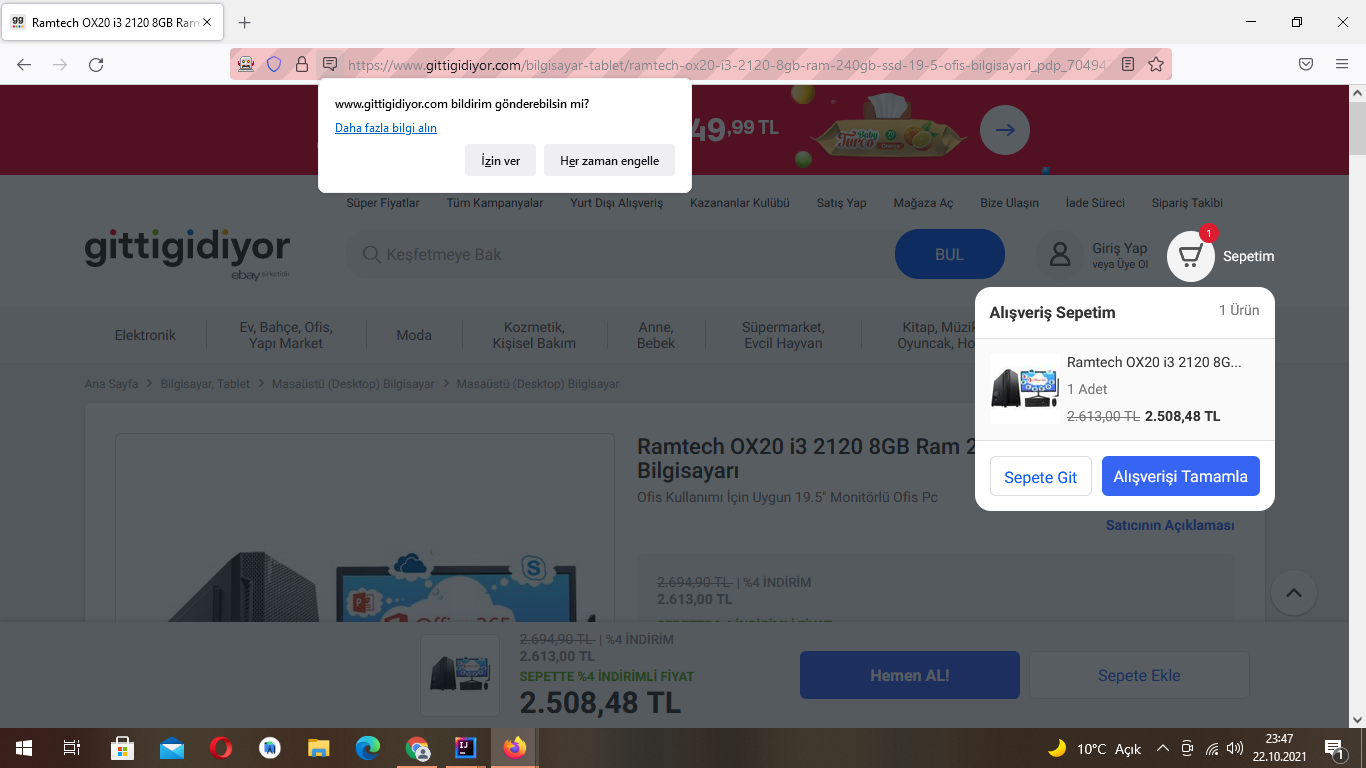 Ramtech OX20 i3 2120 8GB Ram
https://www.gittigidiyor.com/bilgisayar-tablet/ramtech-ox20-i3-2120-8gb-ram-240gb-ssd-19-5-ofis-bilgisayari_pdp_70494
www.gittigidiyor.com bildirim gönderebilsin mi?
Daha fazla bilgi alın
İzin ver
Her zaman engelle
49,99 TL
Baby Turco
Süper Fiyatlar
Tüm Kampanyalar
Yurt Dışı Alışveriş
Kazananlar Kulübü
Satış Yap
Mağaza Aç
Bize Ulaşın
İade Süreci
Sipariş Takibi
gittigidiyor
ebay şirketidir
Keşfetmeye Bak
BUL
Giriş Yap
veya Üye Ol
1
Sepetim
Elektronik
Ev, Bahçe, Ofis,
Yapı Market
Moda
Kozmetik,
Kişisel Bakım
Anne,
Bebek
Süpermarket,
Evcil Hayvan
Kitap, Müzik
Oyuncak, Ho
Alışveriş Sepetim
1 Ürün
Ramtech OX20 i3 2120 8G...
1 Adet
2.613,00 TL 2.508,48 TL
Sepete Git
Alışverişi Tamamla
Ana Sayfa
Bilgisayar, Tablet
Masaüstü (Desktop) Bilgisayar
Masaüstü (Desktop) Bilgisayar
Ramtech OX20 i3 2120 8GB Ram 2
Bilgisayarı
Ofis Kullanımı İçin Uygun 19.5" Monitörlü Ofis Pc
Satıcının Açıklaması
2.694,90 TL | %4 İNDİRİM
2.613,00 TL
SEPETTE %4 İNDİRİMLİ FİYAT
Office 365
2.694,90 TL | %4 İNDİRİM
2.613,00 TL
SEPETTE %4 İNDİRİMLİ FİYAT
2.508,48 TL
Hemen AL!
Sepete Ekle
10°C Açık
23:47
22.10.2021
1